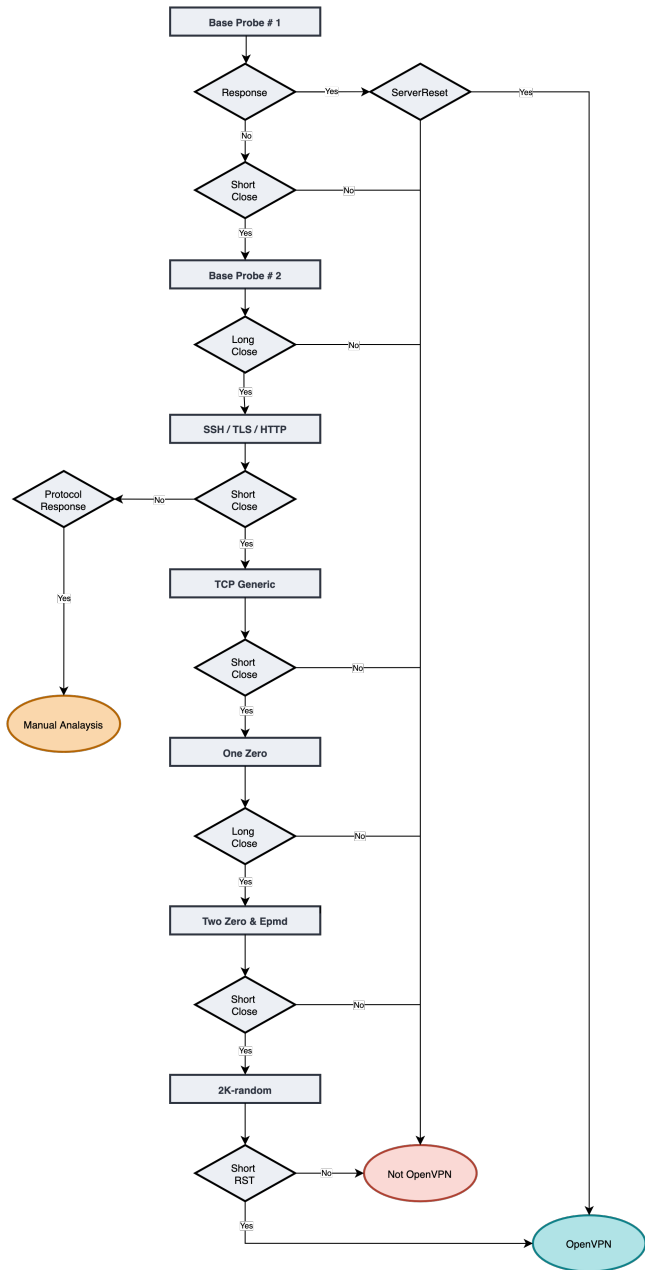 Base Probe # 1
Response
Yes
ServerReset
Yes
No
Short
Close
No
Yes
Base Probe # 2
Long
Close
No
Yes
SSH / TLS / HTTP
Protocol
Response
No
Short
Close
Yes
TCP Generic
Yes
Short
Close
No
Yes
Manual Analaysis
One Zero
Long
Close
No
Yes
Two Zero & Epmd
Short
Close
No
Yes
2K-random
Short
RST
No
Not OpenVPN
Yes
OpenVPN